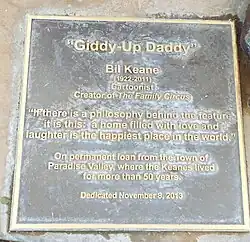 "Giddy-Up Daddy"
Bil Keane
(1922-2011)
Cartoonist
Creator of The Family Circus
"If there is a philosophy behind the feature,
it is this: a home filled with love and
laughter is the happiest place in the world."
On permanent loan from the Town of
Paradise Valley, where the Keanes lived
for more than 50 years.
Dedicated November 8, 2013